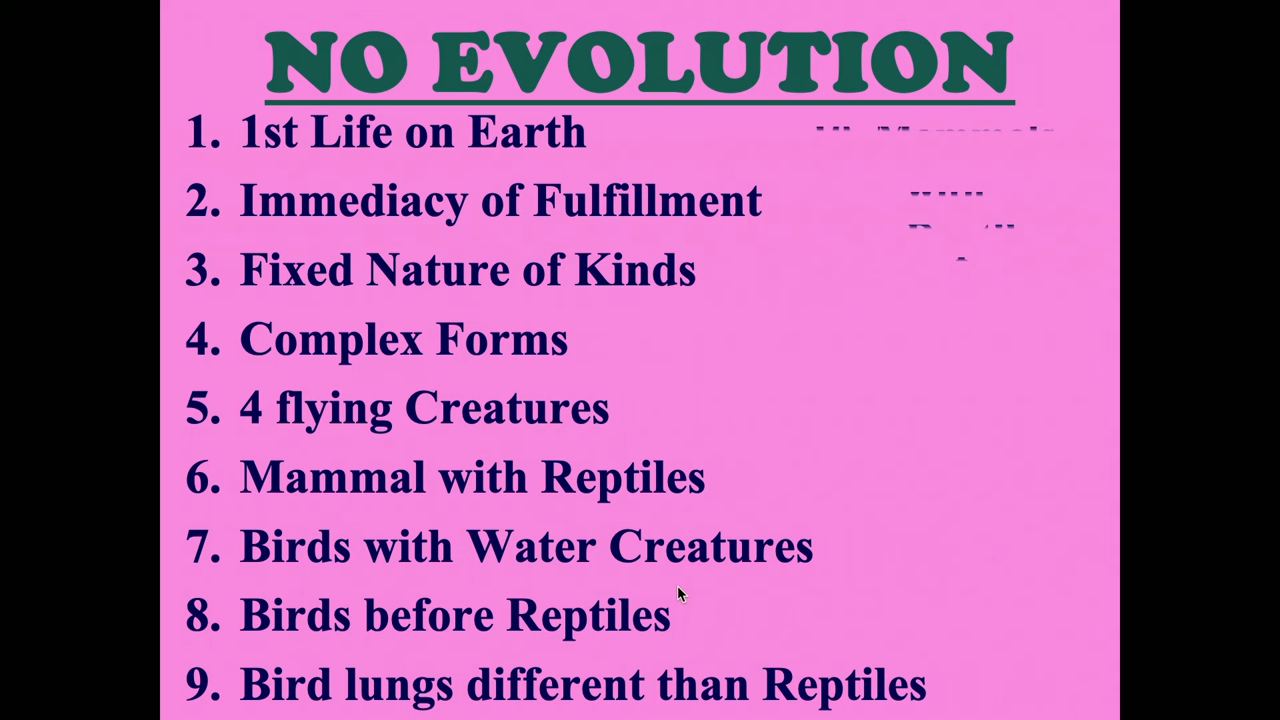 NO EVOLUTION
1. 1st Life on Earth
2. Immediacy of Fulfillment
3. Fixed Nature of Kinds
4. Complex Forms
5. 4 flying Creatures
6. Mammal with Reptiles
7. Birds with Water Creatures
8. Birds before Reptiles
9. Bird lungs different than Reptiles